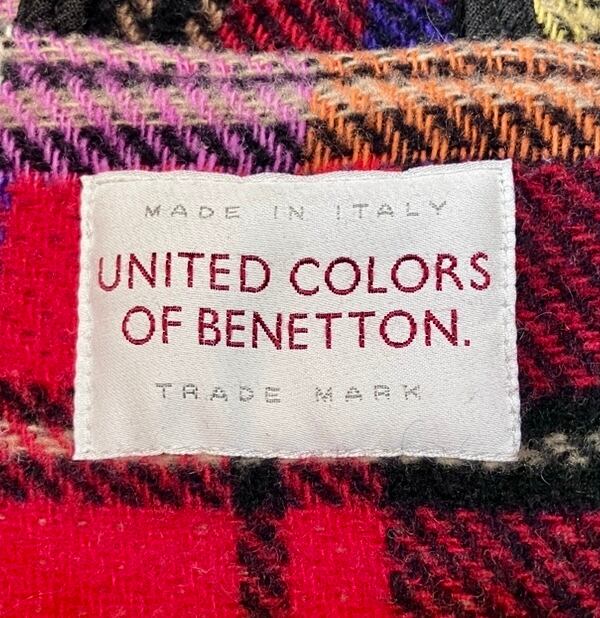 MADE IN ITALY
UNITED COLORS
OF BENETTON.
TRADE MARK